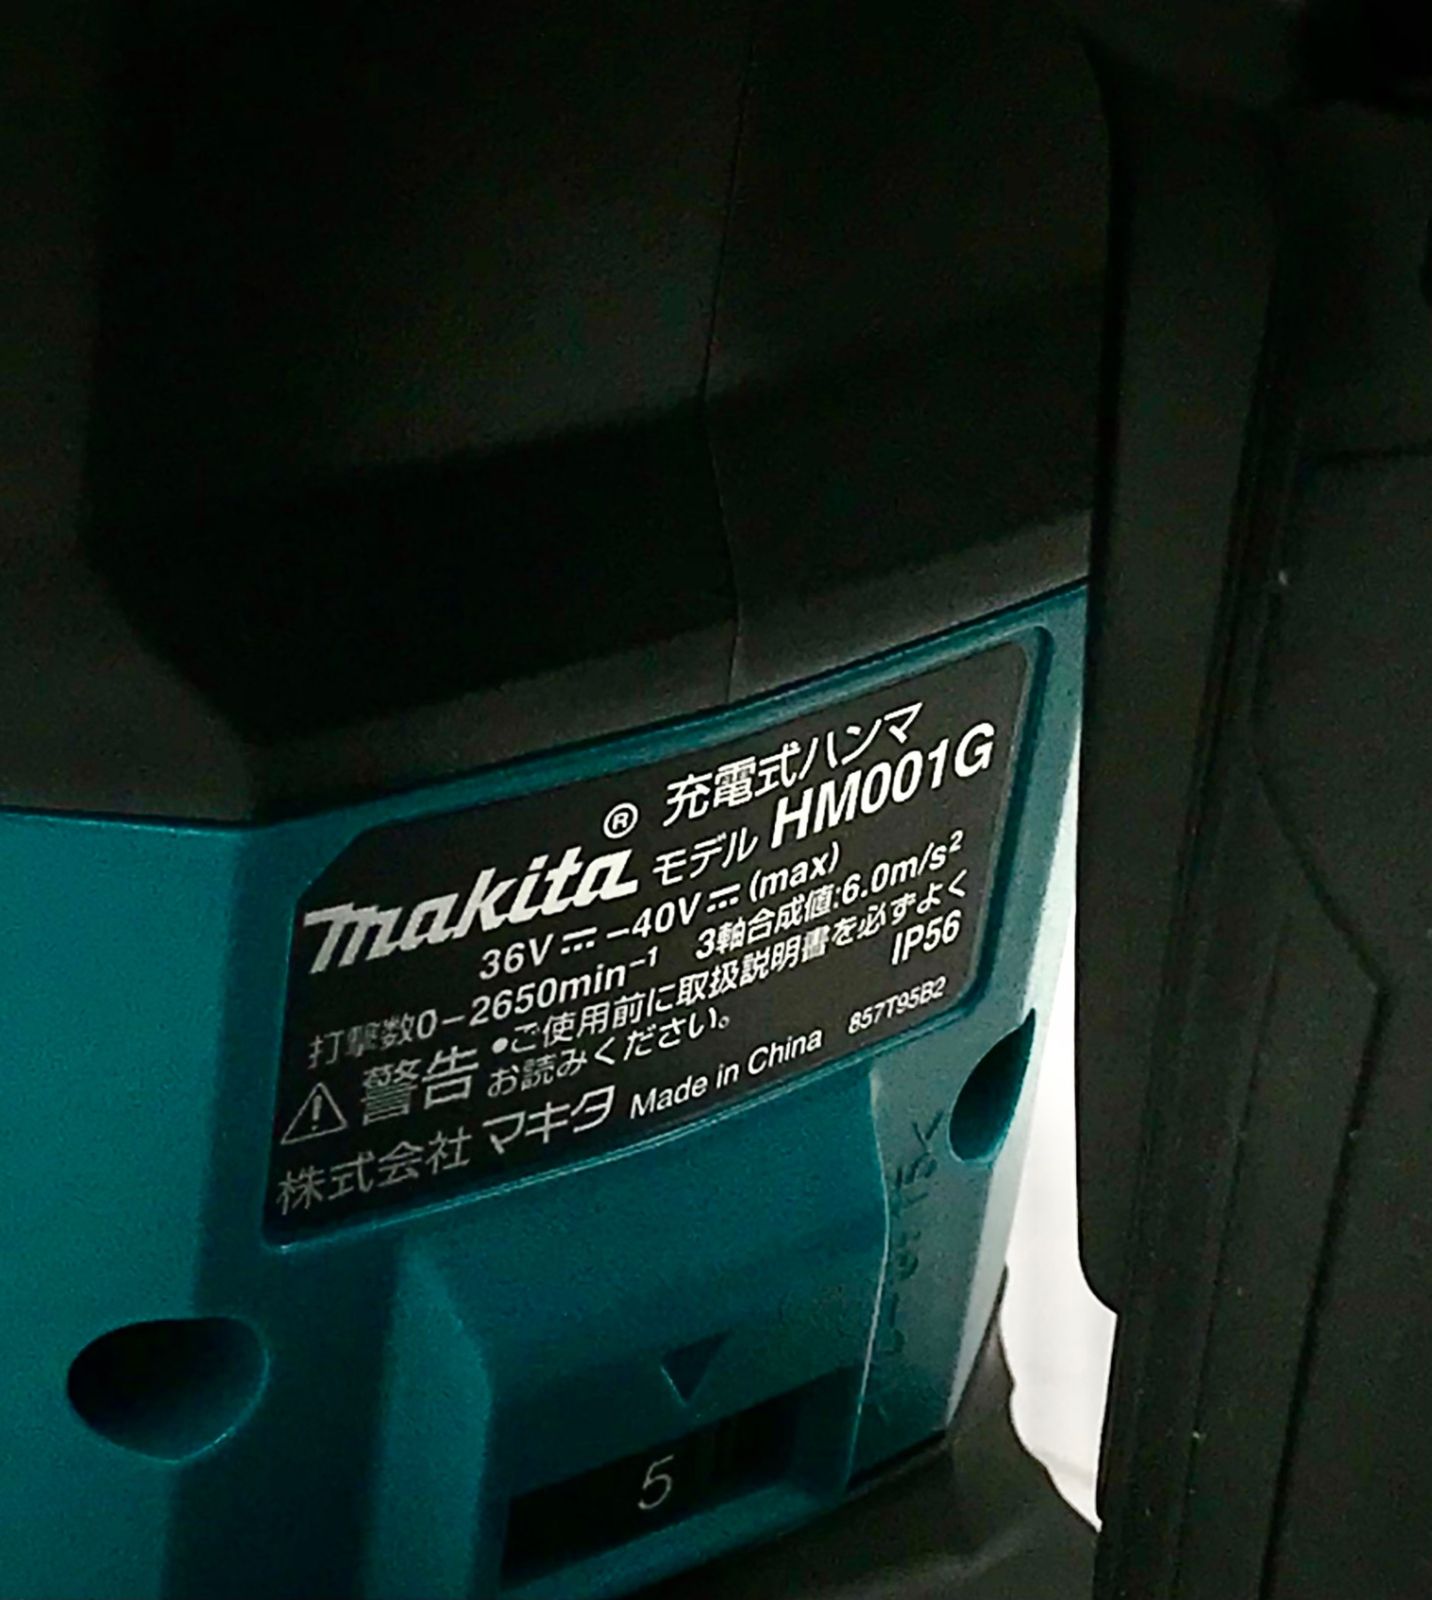 充電式ハンマ
makita® モデル HM001G
36V⎓–40V⎓(max)
打撃数0–2650min⁻¹ 3軸合成値:6.0m/s²
⚠ 警告 •ご使用前に取扱説明書を必ずよく
お読みください。 IP56
株式会社 マキタ Made in China 857T95B2
5